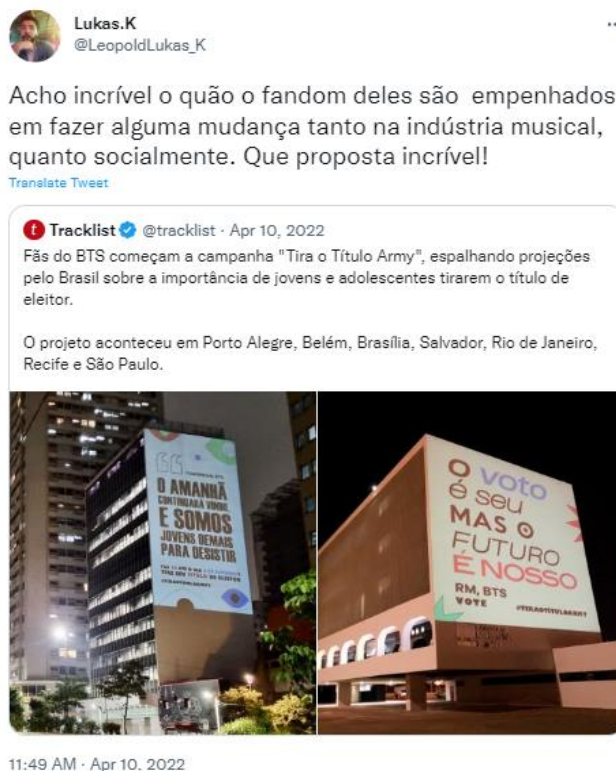 Lukas.K
@LeopoldLukas_K
Acho incrível o quão o fandom deles são empenhados
em fazer alguma mudança tanto na indústria musical,
quanto socialmente. Que proposta incrível!
Translate Tweet
t Tracklist @tracklist · Apr 10, 2022
Fãs do BTS começam a campanha "Tira o Título Army", espalhando projeções
pelo Brasil sobre a importância de jovens e adolescentes tirarem o título de
eleitor.
O projeto aconteceu em Porto Alegre, Belém, Brasília, Salvador, Rio de Janeiro,
Recife e São Paulo.
O AMANHÃ
CONTINUARÁ VINDO,
E SOMOS
JOVENS DEMAIS
PARA DESISTIR
O voto
é seu
MAS O
FUTURO
É NOSSO
RM, BTS
VOTE
#TIRAOTITULOARMY
11:49 AM · Apr 10, 2022